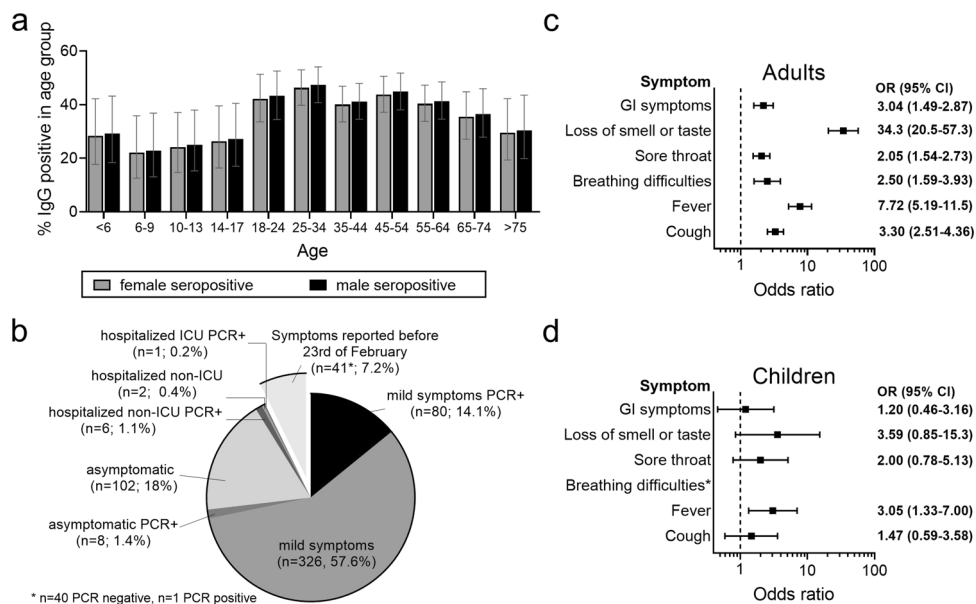 a
% IgG positive in age group
60
40
20
0
<6 6-9 10-13 14-17 18-24 25-34 35-44 45-54 55-64 65-74 >75
Age
female seropositive male seropositive
b
hospitalized ICU PCR+
(n=1; 0.2%)
Symptoms reported before
23rd of February
(n=41*; 7.2%)
hospitalized non-ICU
(n=2; 0.4%)
hospitalized non-ICU PCR+
(n=6; 1.1%)
mild symptoms PCR+
(n=80; 14.1%)
asymptomatic
(n=102; 18%)
asymptomatic PCR+
(n=8; 1.4%)
mild symptoms
(n=326, 57.6%)
* n=40 PCR negative, n=1 PCR positive
c
Adults
Symptom OR (95% CI)
GI symptoms 3.04 (1.49-2.87)
Loss of smell or taste 34.3 (20.5-57.3)
Sore throat 2.05 (1.54-2.73)
Breathing difficulties 2.50 (1.59-3.93)
Fever 7.72 (5.19-11.5)
Cough 3.30 (2.51-4.36)
1 10 100
Odds ratio
d
Children
Symptom OR (95% CI)
GI symptoms 1.20 (0.46-3.16)
Loss of smell or taste 3.59 (0.85-15.3)
Sore throat 2.00 (0.78-5.13)
Breathing difficulties*
Fever 3.05 (1.33-7.00)
Cough 1.47 (0.59-3.58)
1 10 100
Odds ratio